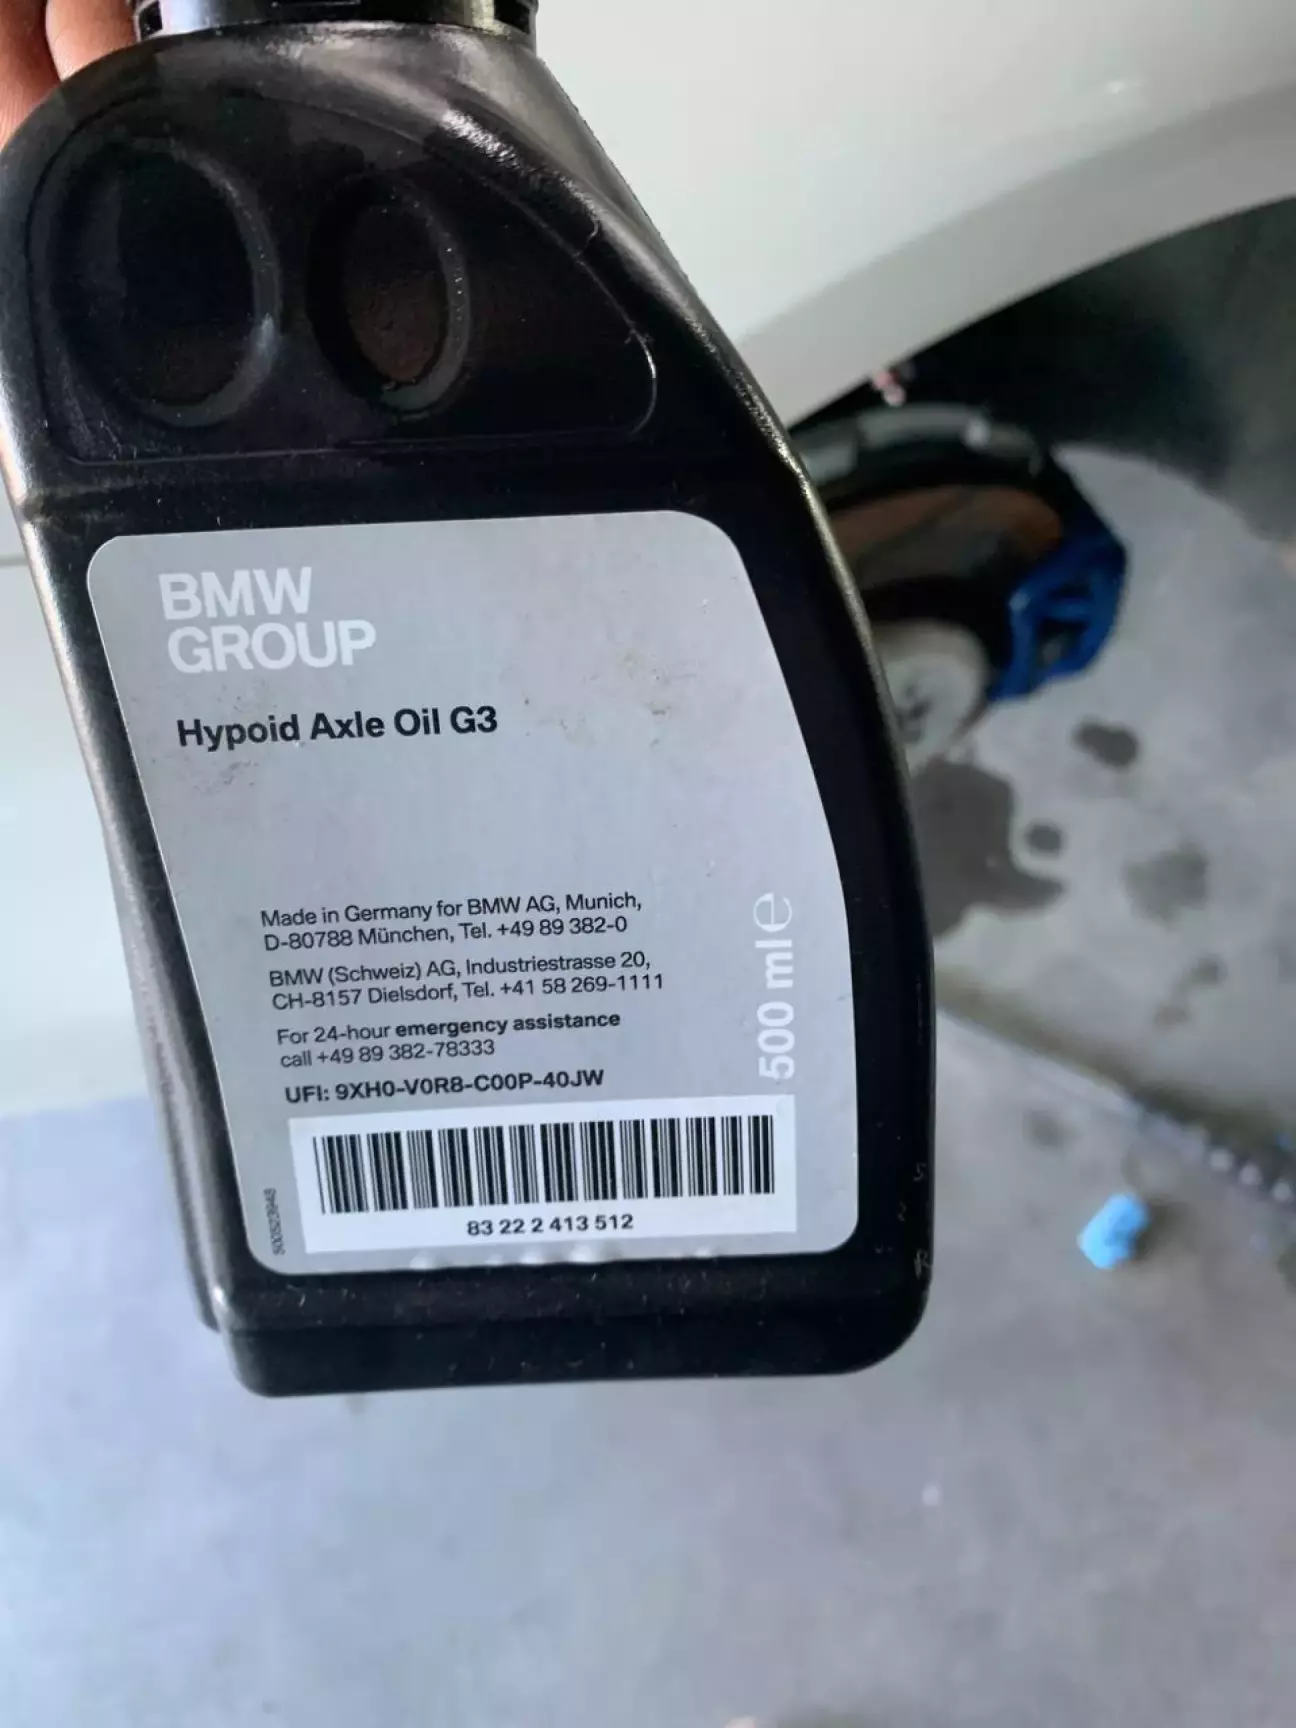 BMW
GROUP
Hypoid Axle Oil G3
Made in Germany for BMW AG, Munich,
D-80788 München, Tel. +49 89 382-0
BMW (Schweiz) AG, Industriestrasse 20,
CH-8157 Dielsdorf, Tel. +41 58 269-1111
For 24-hour emergency assistance
call +49 89 382-78333
UFI: 9XH0-V0R8-C00P-40JW
500 ml e
83 22 2 413 512